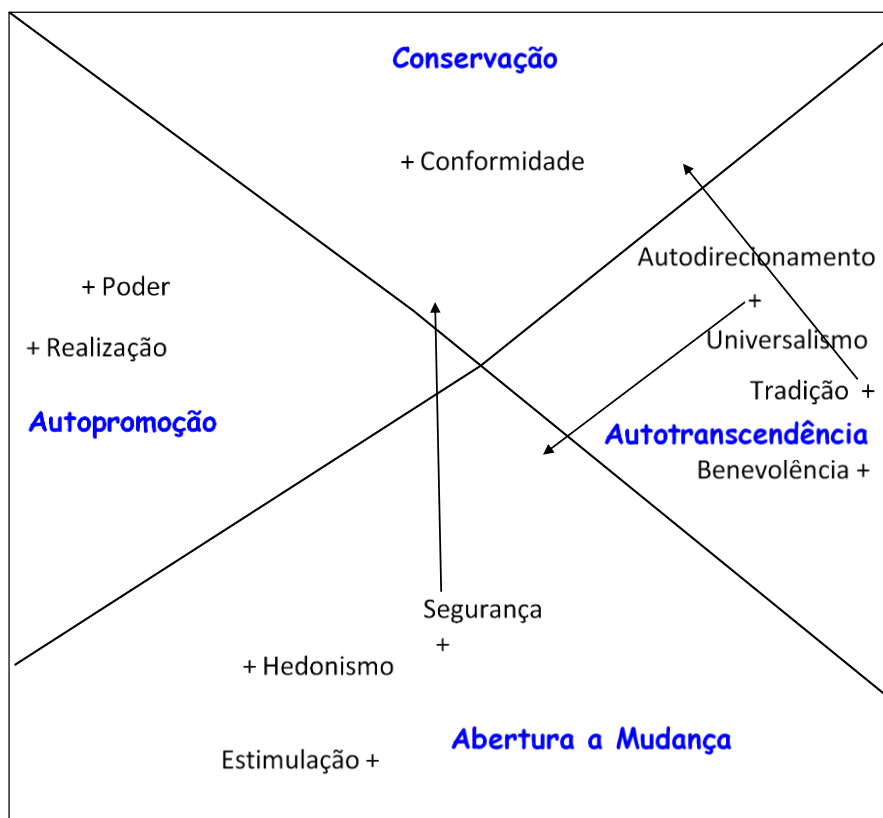 Conservação
+ Conformidade
Autodirecionamento
+ Poder
+
Universalismo
+ Realização
Tradição +
Autopromoção
Autotranscendência
Benevolência +
Segurança
+
+ Hedonismo
Abertura a Mudança
Estimulação +